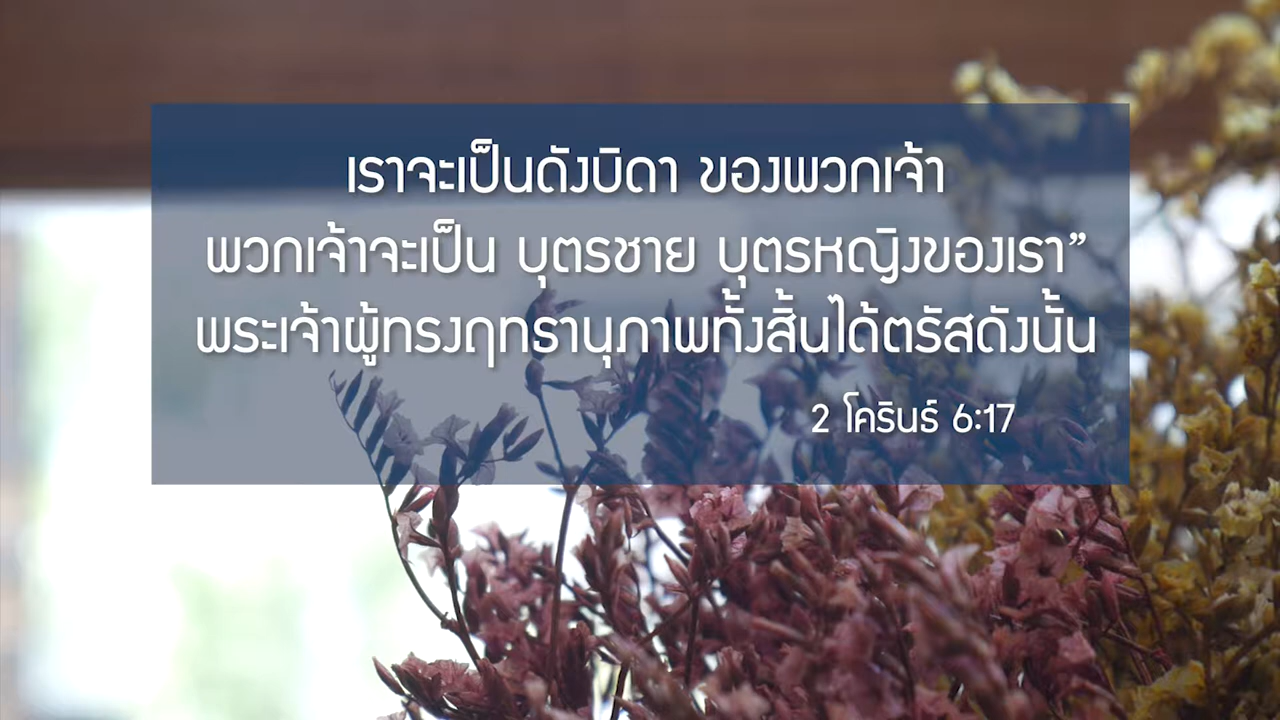 เราจะเป็นดังบิดา ของพวกเจ้า
พวกเจ้าจะเป็น บุตรชาย บุตรหญิงของเรา”
พระเจ้าผู้ทรงฤทธานุภาพทั้งสิ้นได้ตรัสดังนั้น
2 โครินธ์ 6:17